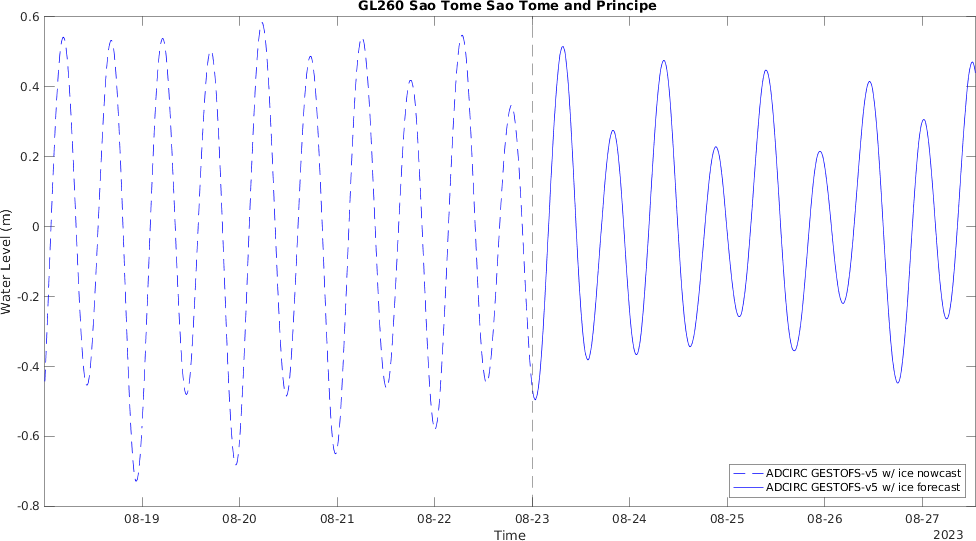 GL260 Sao Tome Sao Tome and Principe
0.6
0.4
0.2
0
-0.2
-0.4
-0.6
-0.8
Water Level (m)
ADCIRC GESTOFS-v5 w/ ice nowcast
ADCIRC GESTOFS-v5 w/ ice forecast
08-19 08-20 08-21 08-22 08-23 08-24 08-25 08-26 08-27
Time
2023